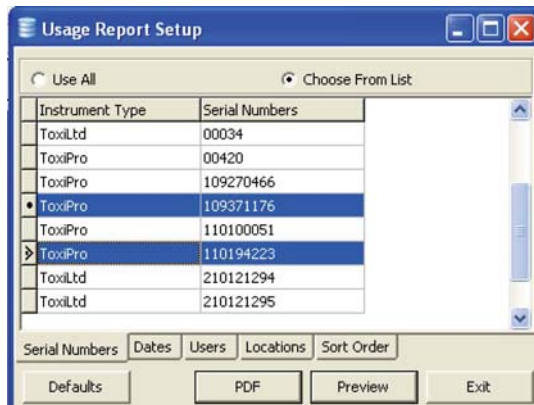 Usage Report Setup
Use All Choose From List
Instrument Type Serial Numbers
ToxiLtd 00034
ToxiPro 00420
ToxiPro 109270466
ToxiPro 109371176
ToxiPro 110100051
ToxiPro 110194223
ToxiLtd 210121294
ToxiLtd 210121295
Serial Numbers Dates Users Locations Sort Order
Defaults PDF Preview Exit